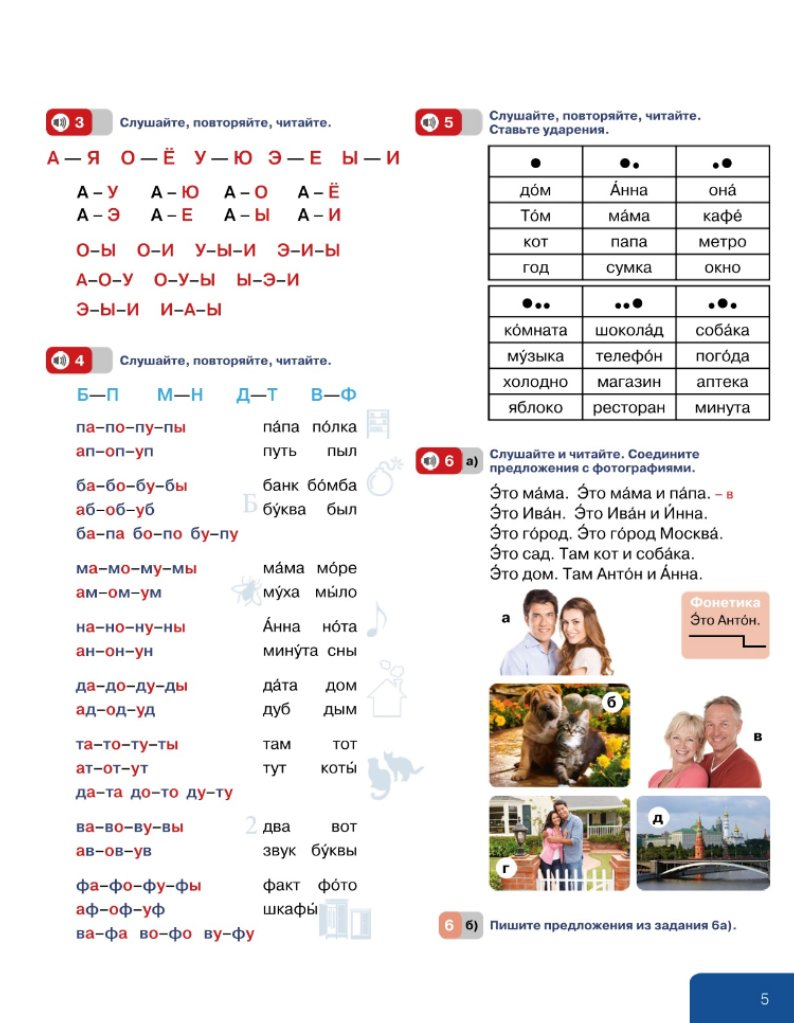 3 Слушайте, повторяйте, читайте.
А — Я О — Ё У — Ю Э — Е Ы — И
А – У А – Ю А – О А – Ё
А – Э А – Е А – Ы А – И
О–Ы О–И У–Ы–И Э–И–Ы
А–О–У О–У–Ы Ы–Э–И
Э–Ы–И И–А–Ы
4 Слушайте, повторяйте, читайте.
Б—П М—Н Д—Т В—Ф
па–по–пу–пы па́па по́лка
ап–оп–уп путь пыл
ба–бо–бу–бы банк бо́мба
аб–об–уб Б бу́ква был
ба–па бо–по бу–пу
ма–мо–му–мы ма́ма мо́ре
ам–ом–ум му́ха мы́ло
на–но–ну–ны А́нна но́та
ан–он–ун мину́та сны
да–до–ду–ды да́та дом
ад–од–уд дуб дым
та–то–ту–ты там тот
ат–от–ут тут коты́
да–та до–то ду–ту
ва–во–ву–вы 2 два вот
ав–ов–ув звук бу́квы
фа–фо–фу–фы факт фо́то
аф–оф–уф шкафы́
ва–фа во–фо ву–фу
5 Слушайте, повторяйте, читайте.
Ставьте ударения.
● ●• •●
до́м А́нна она́
То́м ма́ма кафе́
кот папа метро
год сумка окно
●•• ••● •●•
ко́мната шокола́д соба́ка
му́зыка телефо́н пого́да
холодно магазин аптека
яблоко ресторан минута
6 а) Слушайте и читайте. Соедините
предложения с фотографиями.
Э́то ма́ма. Э́то ма́ма и па́па. – в
Э́то Ива́н. Э́то Ива́н и И́нна.
Э́то го́род. Э́то го́род Москва́.
Э́то сад. Там кот и соба́ка.
Э́то дом. Там Анто́н и А́нна.
а
Фонетика
Э́то Анто́н.
б
в
г
д
6 б) Пишите предложения из задания 6а).
5